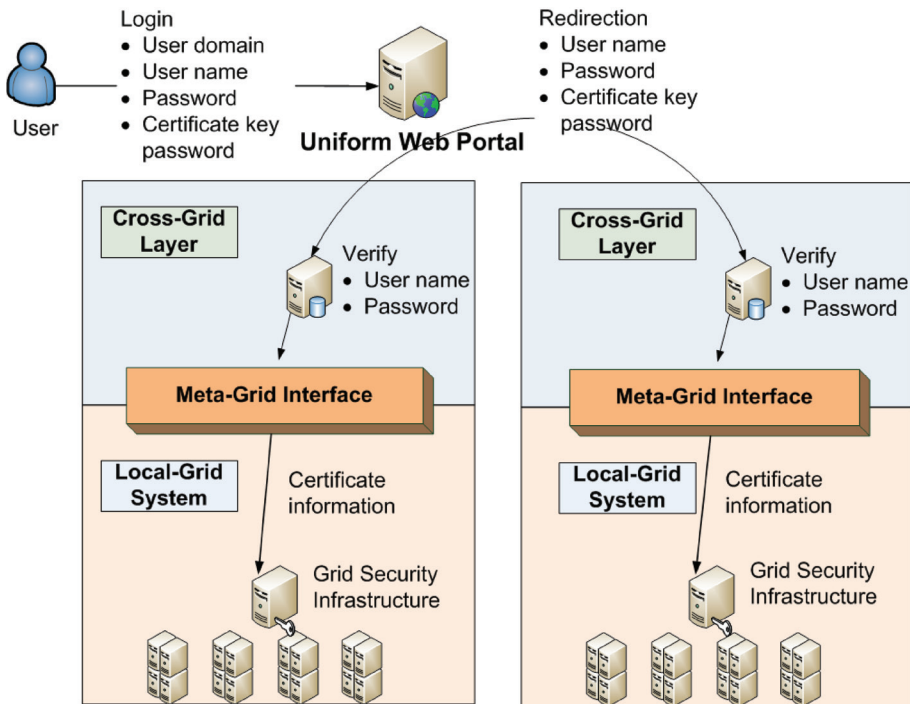 Login
• User domain
• User name
• Password
• Certificate key
password
User
Uniform Web Portal
Redirection
• User name
• Password
• Certificate key
password
Cross-Grid
Layer
Verify
• User name
• Password
Meta-Grid Interface
Local-Grid
System
Certificate
information
Grid Security
Infrastructure
Cross-Grid
Layer
Verify
• User name
• Password
Meta-Grid Interface
Local-Grid
System
Certificate
information
Grid Security
Infrastructure